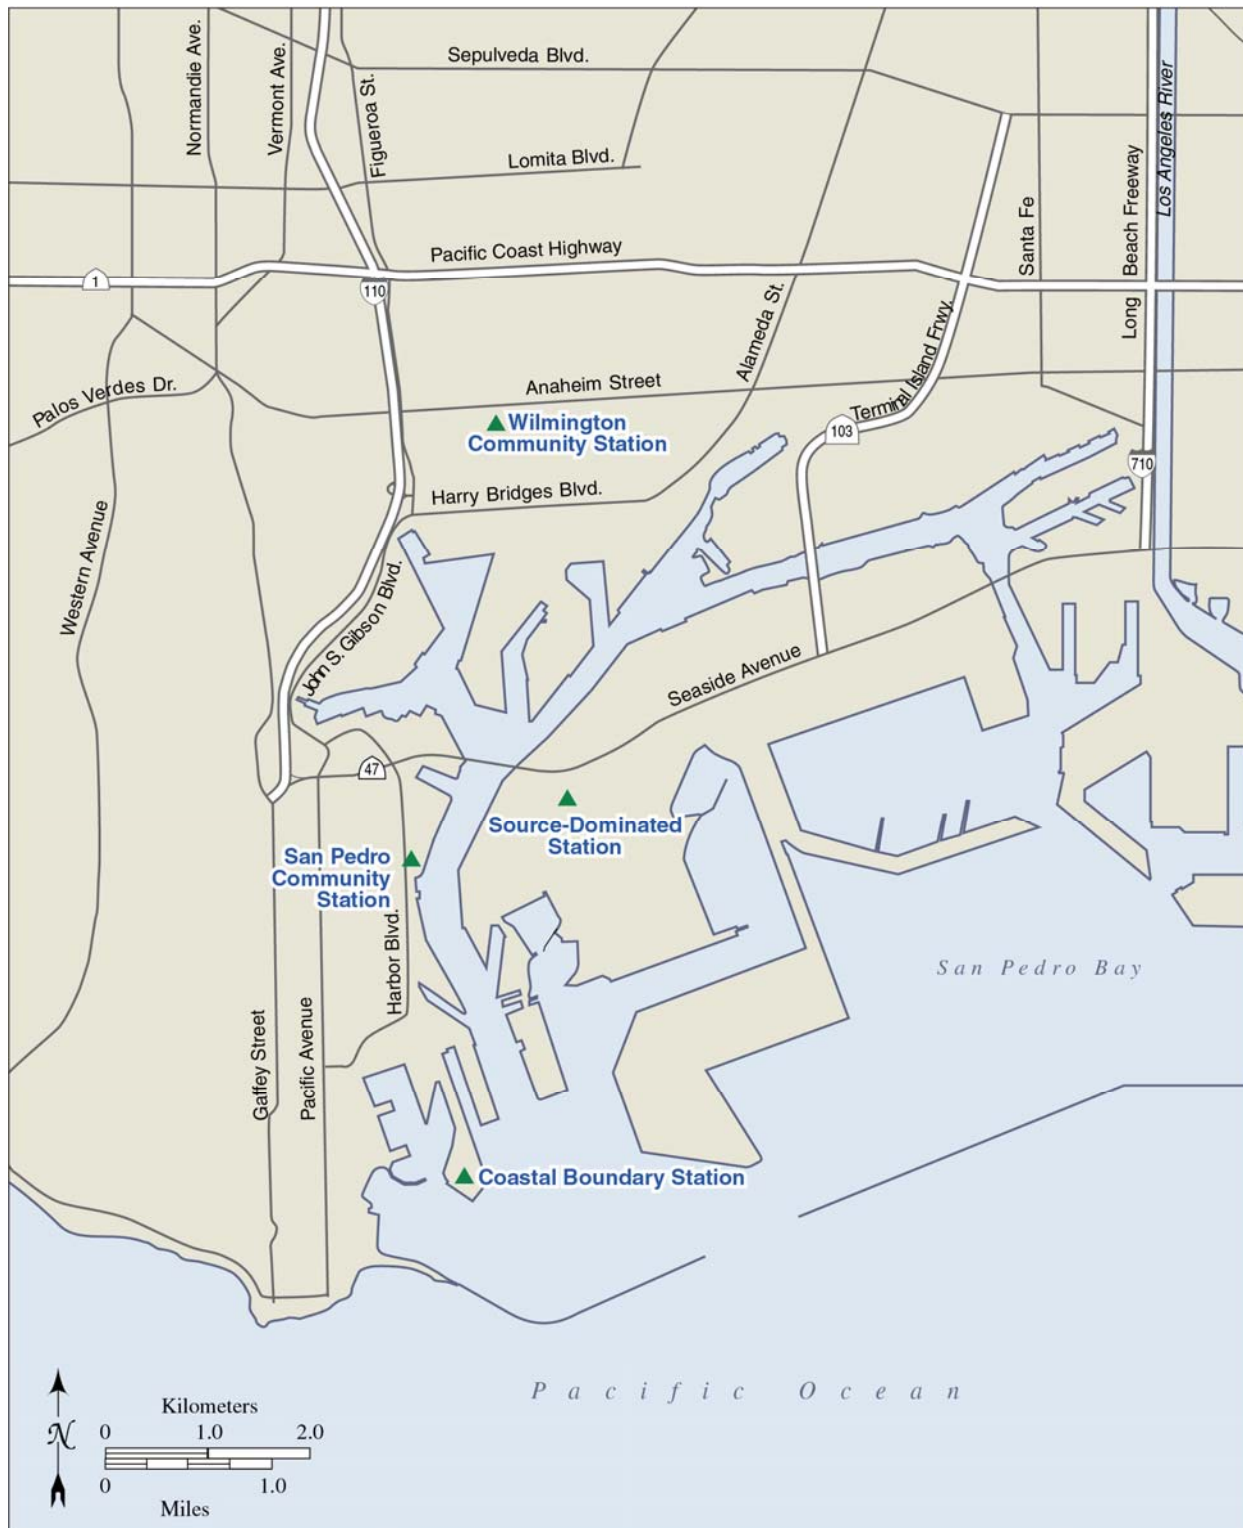 Sepulveda Blvd.
Normandie Ave.
Vermont Ave.
Figueroa St.
Los Angeles River
Lomita Blvd.
Long Beach Freeway
Santa Fe
Pacific Coast Highway
1
110
Alameda St.
Terminal Island Frwy.
Anaheim Street
Palos Verdes Dr.
Wilmington
Community Station
103
710
Harry Bridges Blvd.
Western Avenue
John S. Gibson Blvd.
Seaside Avenue
47
Source-Dominated
Station
San Pedro
Community
Station
Harbor Blvd.
San Pedro Bay
Gaffey Street
Pacific Avenue
Coastal Boundary Station
Pacific Ocean
N
Kilometers
0 1.0 2.0
0 1.0
Miles